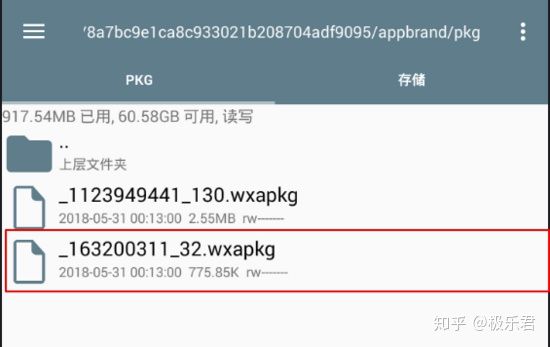 '8a7bc9e1ca8c933021b208704adf9095/appbrand/pkg
PKG
存储
917.54MB 已用, 60.58GB 可用, 读写
..
上层文件夹
_1123949441_130.wxapkg
2018-05-31 00:13:00 2.55MB rw-------
_163200311_32.wxapkg
2018-05-31 00:13:00 775.85K rw-------
知乎 @极乐君